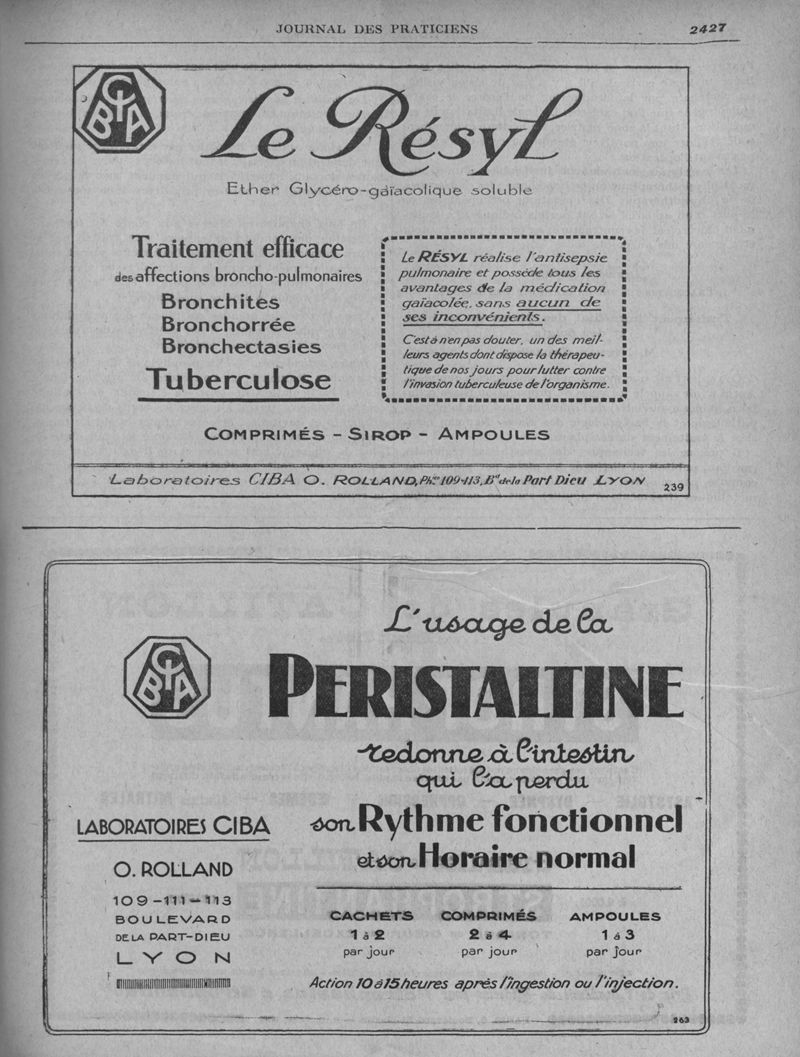 JOURNAL DES PRATICIENS
2427
CIBA
Le Résyl
Ether Glycéro-gaïacolique soluble
Traitement efficace
des affections broncho-pulmonaires
Bronchites
Bronchorrée
Bronchectasies
Tuberculose
Le RÉSYL réalise l'antisepsie
pulmonaire et possède tous les
avantages de la médication
gaïacolée, sans aucun de
ses inconvénients.
C'est à n'en pas douter, un des meil-
leurs agents dont dispose la thérapeu-
tique de nos jours pour lutter contre
l'invasion tuberculeuse de l'organisme.
COMPRIMÉS - SIROP - AMPOULES
Laboratoires CIBA O. ROLLAND, Phien 109-113, Bd de la Part Dieu LYON
239
L'usage de la
PERISTALTINE
CIBA
redonne à l'intestin
qui l'a perdu
son Rythme fonctionnel
et son Horaire normal
LABORATOIRES CIBA
O. ROLLAND
109-111-113
BOULEVARD
DE LA PART-DIEU
LYON
CACHETS COMPRIMÉS AMPOULES
1 à 2 2 à 4 1 à 3
par jour par jour par jour
Action 10 à 15 heures après l'ingestion ou l'injection.
263